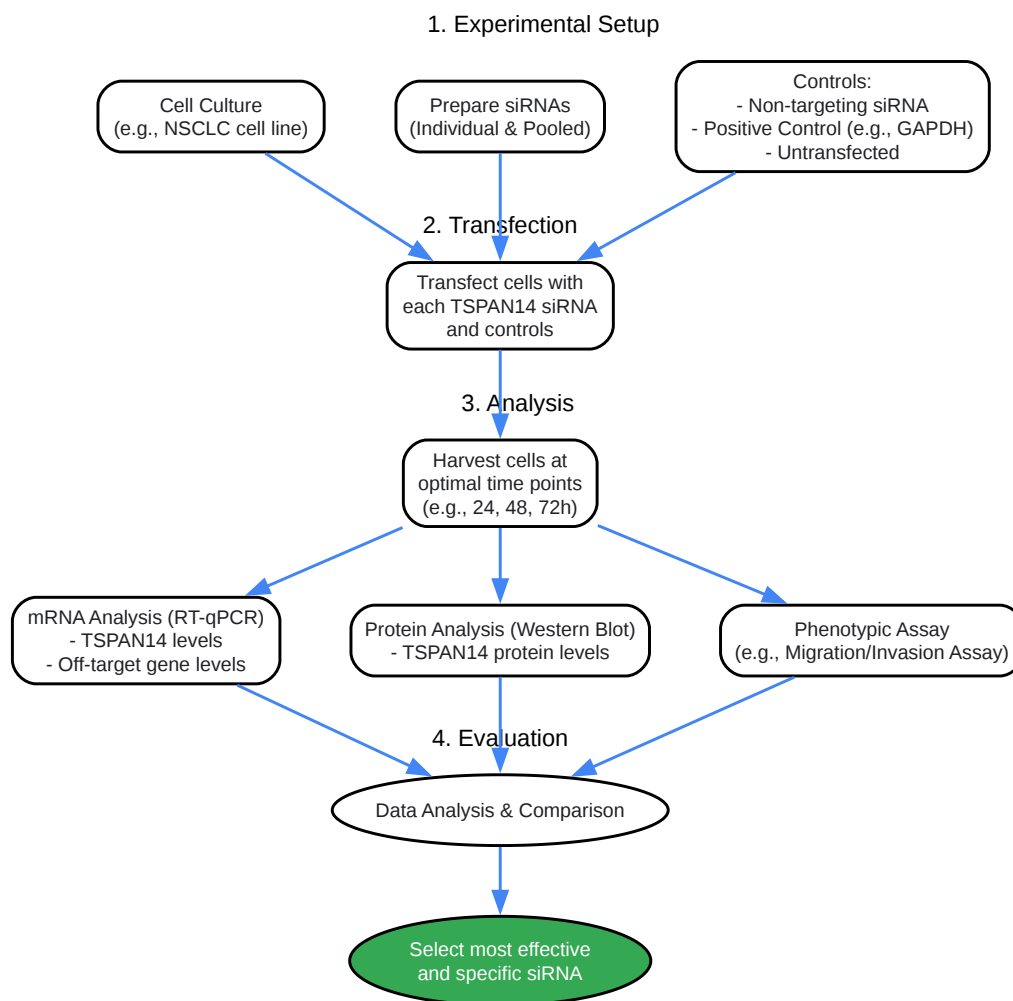 1. Experimental Setup
Cell Culture
(e.g., NSCLC cell line)
Prepare siRNAs
(Individual & Pooled)
Controls:
- Non-targeting siRNA
- Positive Control (e.g., GAPDH)
- Untransfected
2. Transfection
Transfect cells with
each TSPAN14 siRNA
and controls
3. Analysis
Harvest cells at
optimal time points
(e.g., 24, 48, 72h)
mRNA Analysis (RT-qPCR)
- TSPAN14 levels
- Off-target gene levels
Protein Analysis (Western Blot)
- TSPAN14 protein levels
Phenotypic Assay
(e.g., Migration/Invasion Assay)
4. Evaluation
Data Analysis & Comparison
Select most effective
and specific siRNA